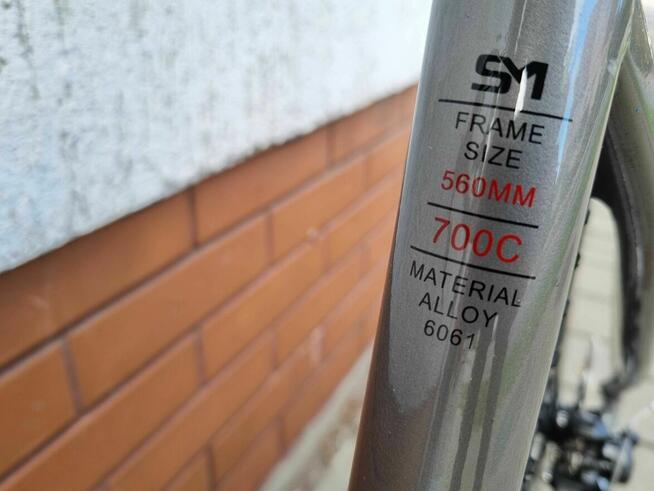 SM
FRAME
SIZE
560MM
700C
MATERIAL
ALLOY
6061